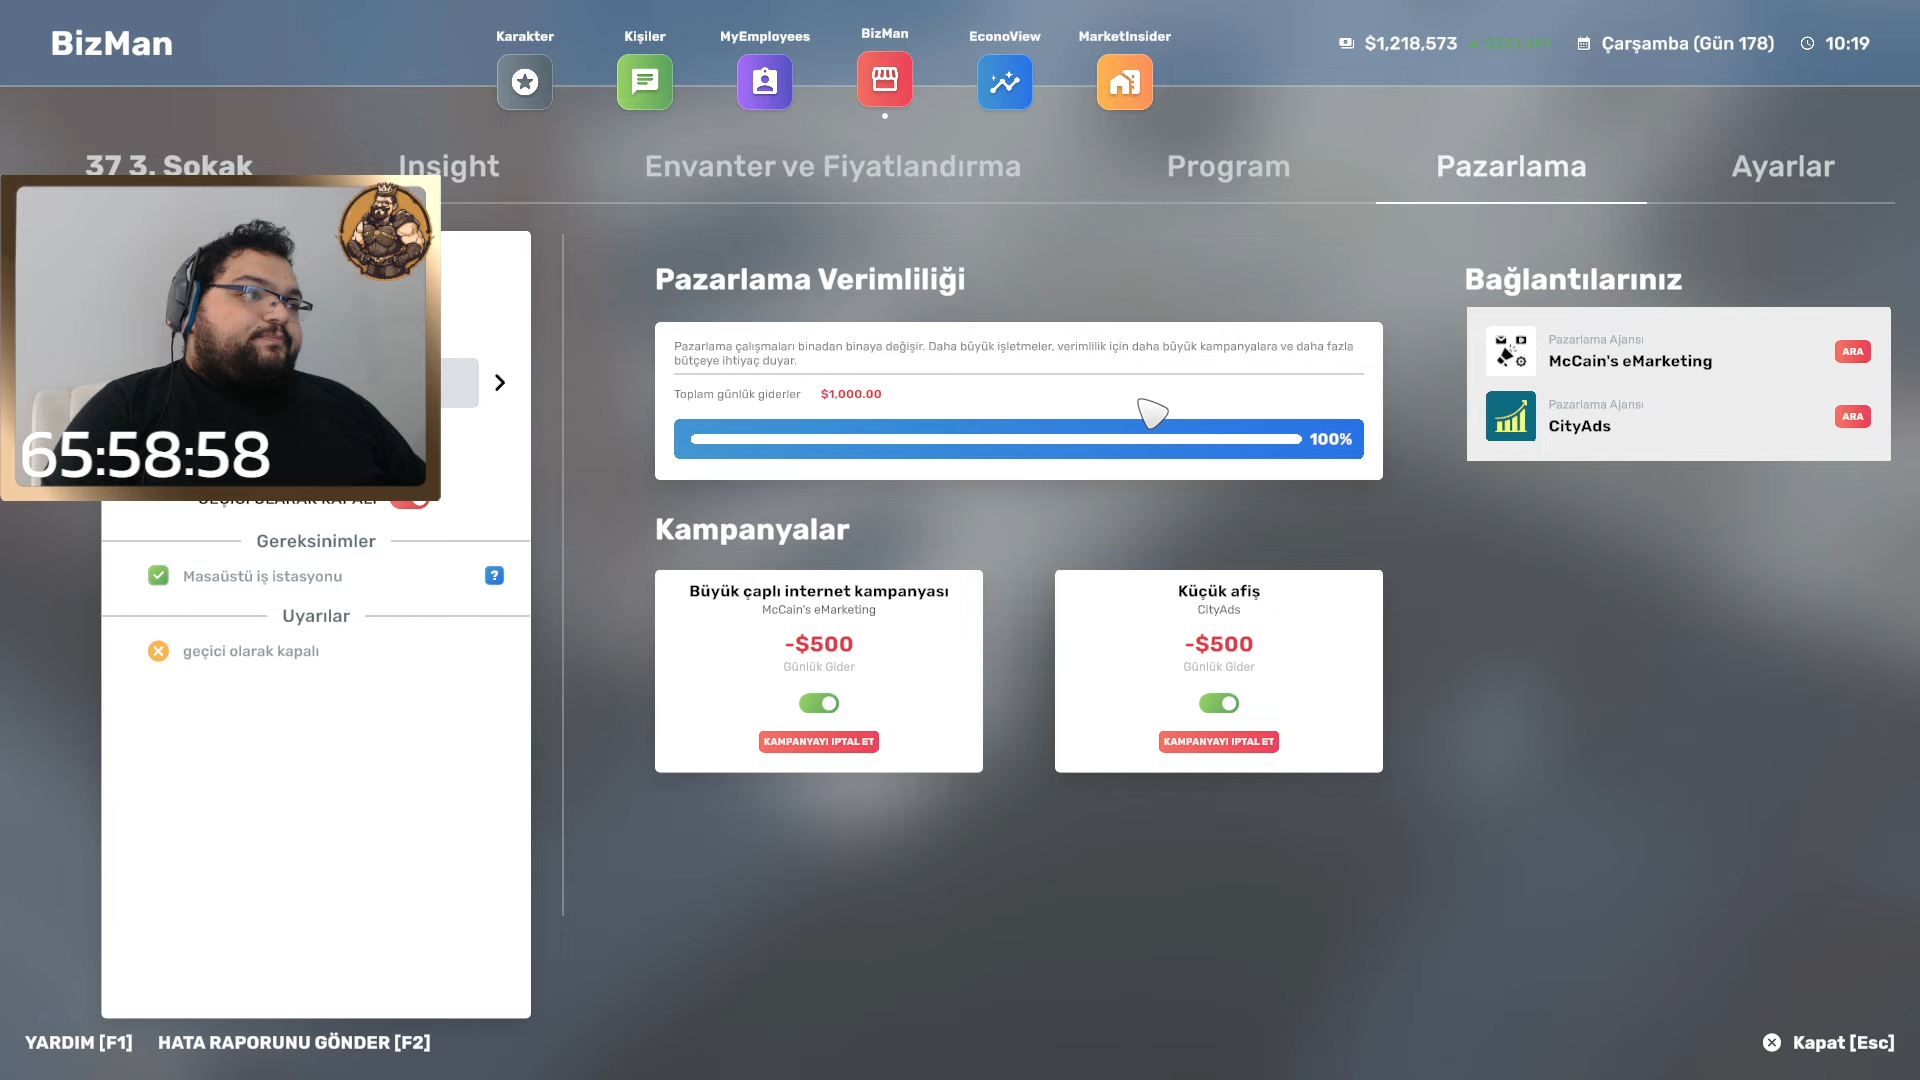 BizMan
Karakter
Kişiler
MyEmployees
BizMan
EconoView
MarketInsider
$1,218,573
Çarşamba (Gün 178)
10:19
37 3. Sokak
Insight
Envanter ve Fiyatlandırma
Program
Pazarlama
Ayarlar
65:58:58
GEÇİCİ OLARAK KAPALI
Gereksinimler
Masaüstü iş istasyonu
?
Uyarılar
geçici olarak kapalı
Pazarlama Verimliliği
Pazarlama çalışmaları binadan binaya değişir. Daha büyük işletmeler, verimlilik için daha büyük kampanyalara ve daha fazla
bütçeye ihtiyaç duyar.
Toplam günlük giderler $1,000.00
100%
Kampanyalar
Büyük çaplı internet kampanyası
McCain's eMarketing
-$500
Günlük Gider
KAMPANYAYI İPTAL ET
Küçük afiş
CityAds
-$500
Günlük Gider
KAMPANYAYI İPTAL ET
Bağlantılarınız
Pazarlama Ajansı
McCain's eMarketing
ARA
Pazarlama Ajansı
CityAds
ARA
YARDIM [F1]
HATA RAPORUNU GÖNDER [F2]
Kapat [Esc]